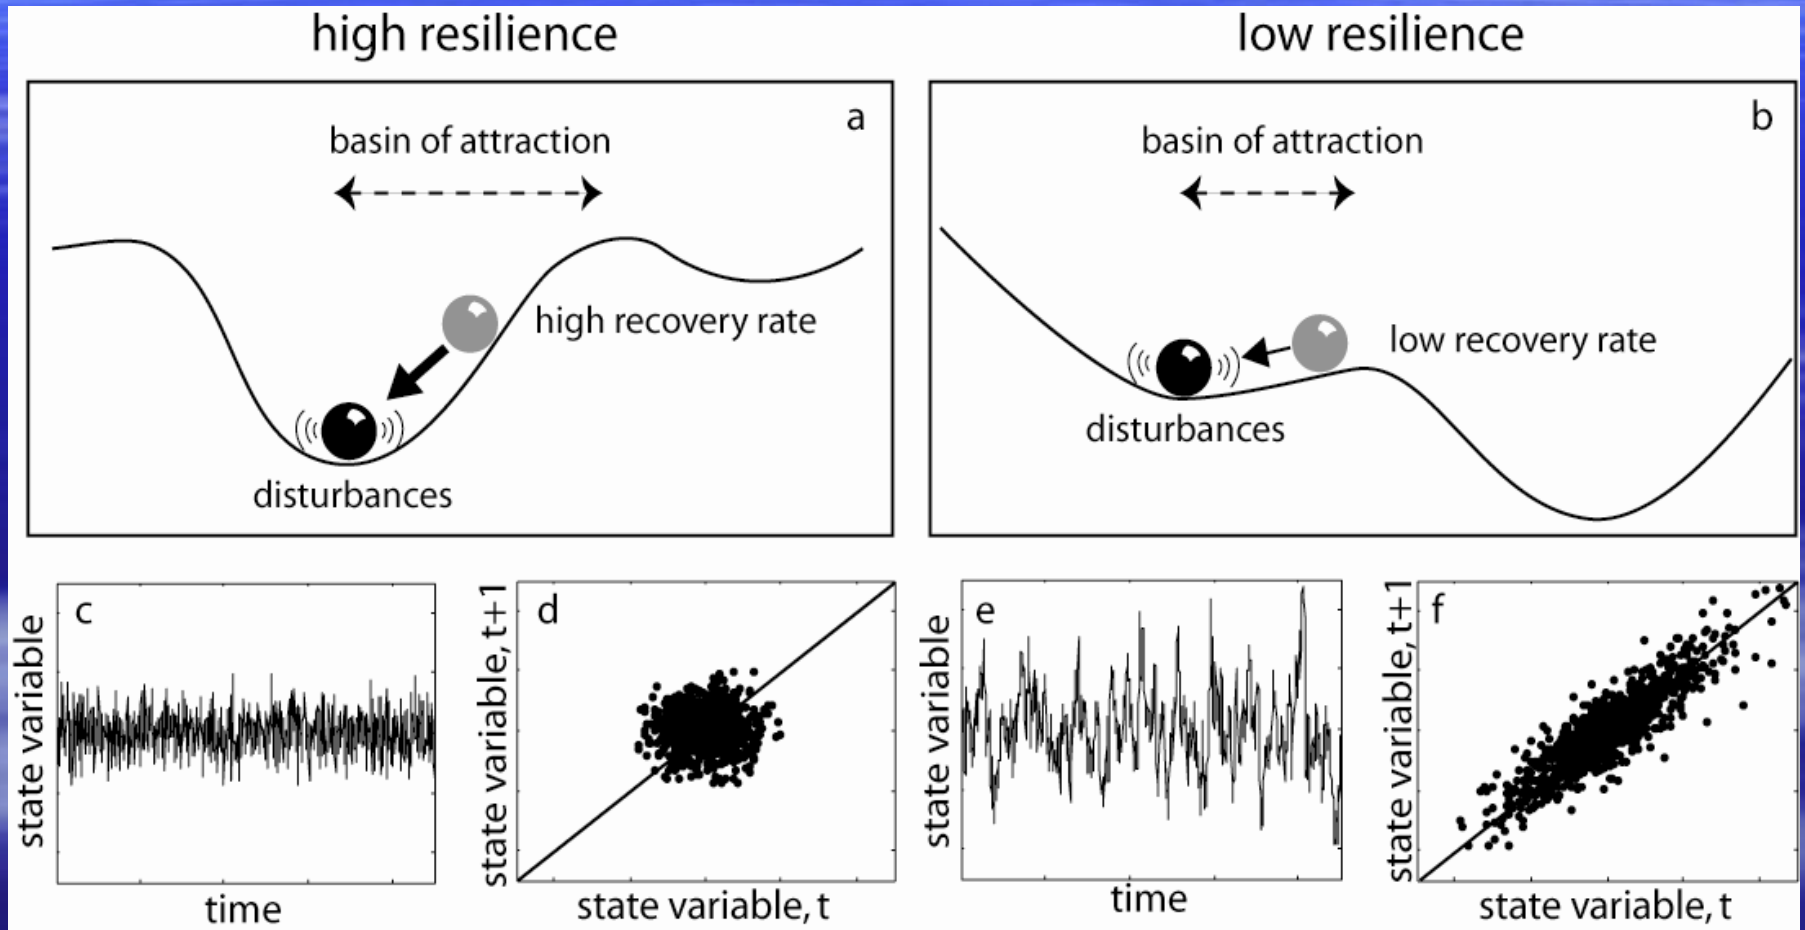 high resilience
a
basin of attraction
high recovery rate
disturbances
low resilience
b
basin of attraction
low recovery rate
disturbances
c
state variable
time
d
state variable, t+1
state variable, t
e
state variable
time
f
state variable, t+1
state variable, t